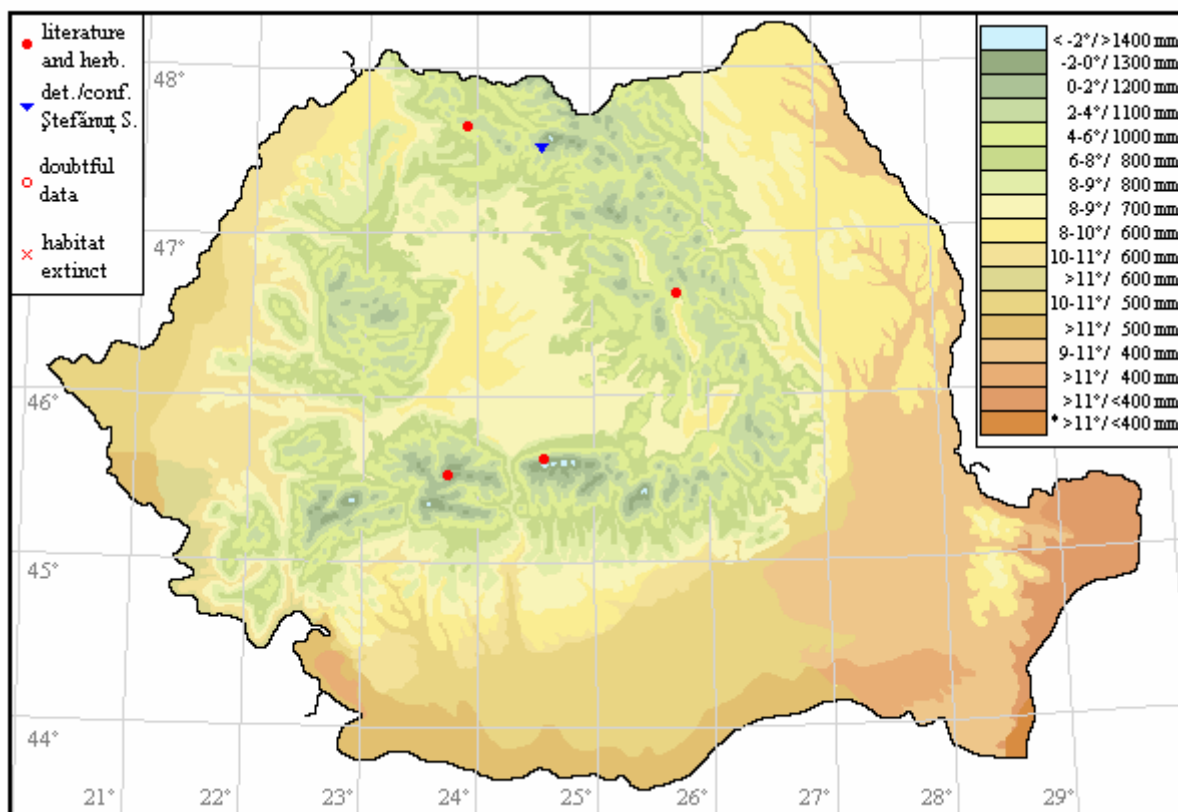 literature
and herb.
det./conf.
Ştefănuţ S.
doubtful
data
habitat
extinct
< -2°/>1400 mm
-2-0°/ 1300 mm
0-2°/ 1200 mm
2-4°/ 1100 mm
4-6°/ 1000 mm
6-8°/ 800 mm
8-9°/ 800 mm
8-9°/ 700 mm
8-10°/ 600 mm
10-11°/ 600 mm
>11°/ 600 mm
10-11°/ 500 mm
>11°/ 500 mm
9-11°/ 400 mm
>11°/ 400 mm
>11°/ <400 mm
* >11°/ <400 mm
48°
47°
46°
45°
44°
21°
22°
23°
24°
25°
26°
27°
28°
29°